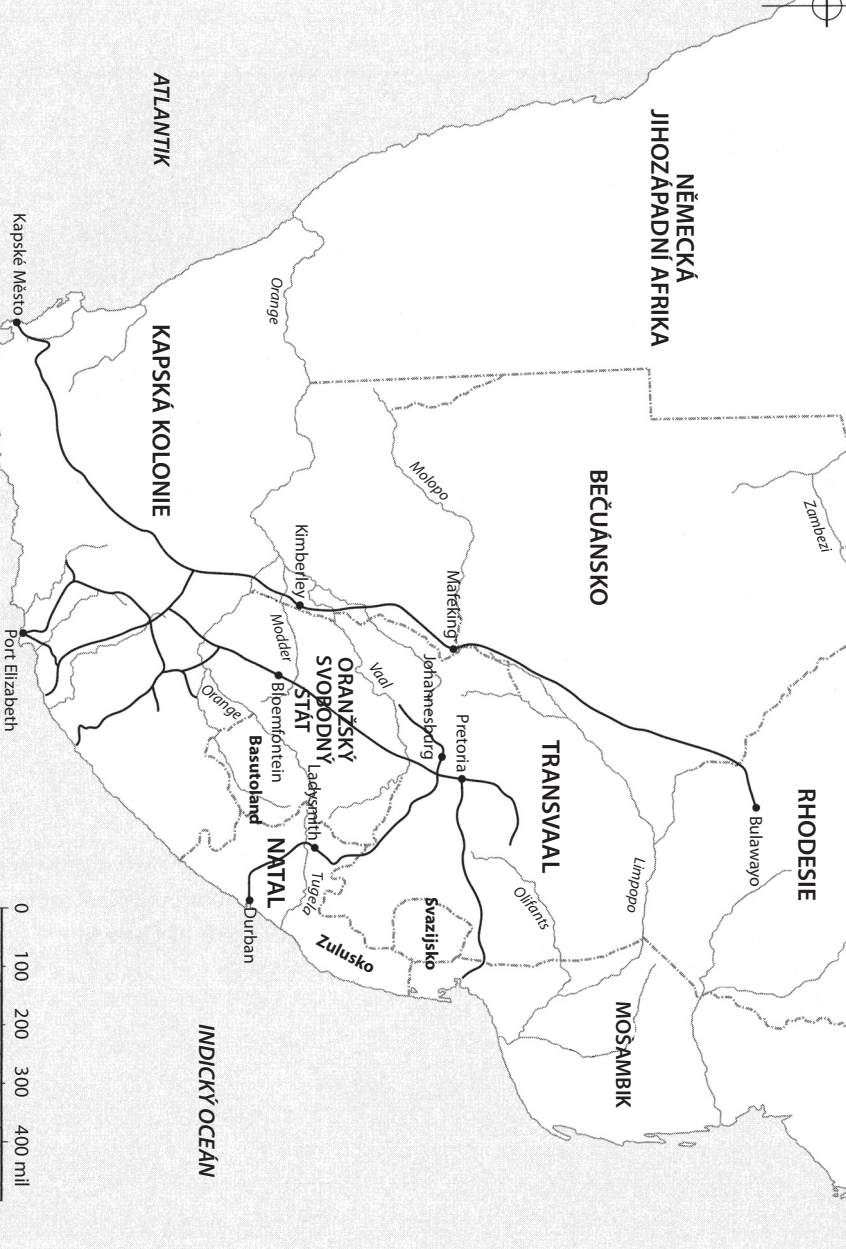 NĚMECKÁ
JIHOZÁPADNÍ AFRIKA
BEČUÁNSKO
RHODESIE
Zambezi
Bulawayo
Limpopo
TRANSVAAL
MOSAMBIK
Olifants
Molopo
Mafeking
Pretoria
Johannesburg
Svazijsko
Vaal
ORANŽSKÝ
SVOBODNÝ
STÁT
Kimberley
Modder
Bloemfontein
Ladysmith
Tugela
Zulusko
Orange
Orange
Basutoland
NATAL
Durban
ATLANTIK
KAPSKÁ KOLONIE
INDICKÝ OCEÁN
Kapské Město
Port Elizabeth
0 100 200 300 400 mil